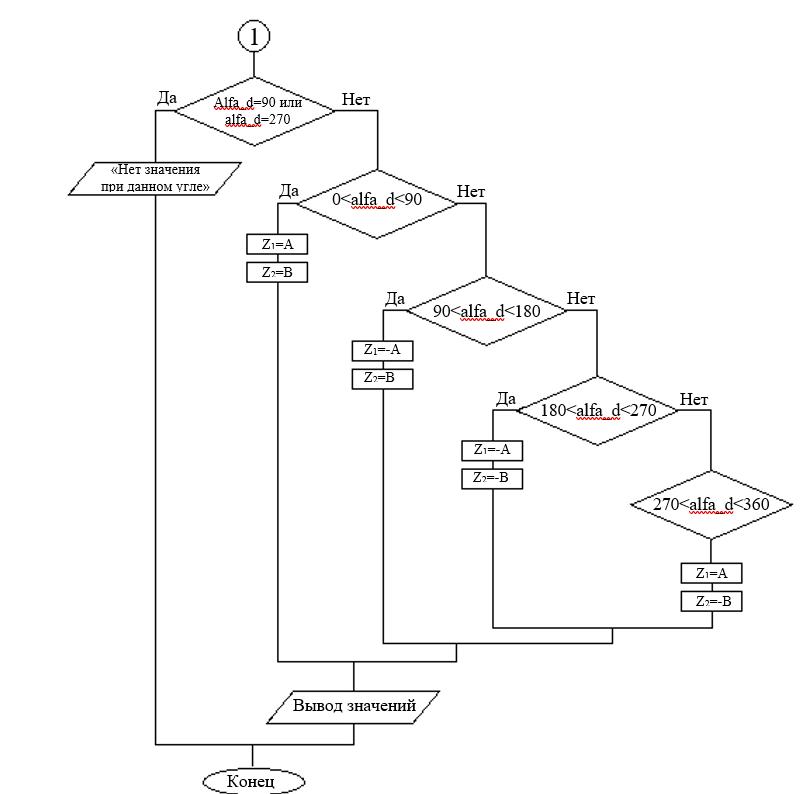 1
Да
Alfa_d=90 или
alfa_d=270
Нет
«Нет значения
при данном угле»
Да
0<alfa_d<90
Нет
Z₁=A
Z₂=B
Да
90<alfa_d<180
Нет
Z₁=-A
Z₂=B
Да
180<alfa_d<270
Нет
Z₁=-A
Z₂=-B
270<alfa_d<360
Z₁=A
Z₂=-B
Вывод значений
Конец